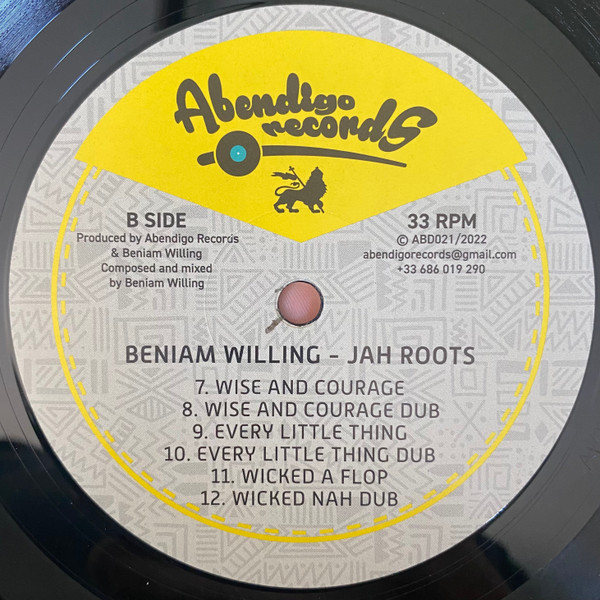 Abendigo
records
B SIDE
Produced by Abendigo Records
& Beniam Willing
Composed and mixed
by Beniam Willing
33 RPM
© ABD021/2022
abendigorecords@gmail.com
+33 686 019 290
BENIAM WILLING - JAH ROOTS
7. WISE AND COURAGE
8. WISE AND COURAGE DUB
9. EVERY LITTLE THING
10. EVERY LITTLE THING DUB
11. WICKED A FLOP
12. WICKED NAH DUB